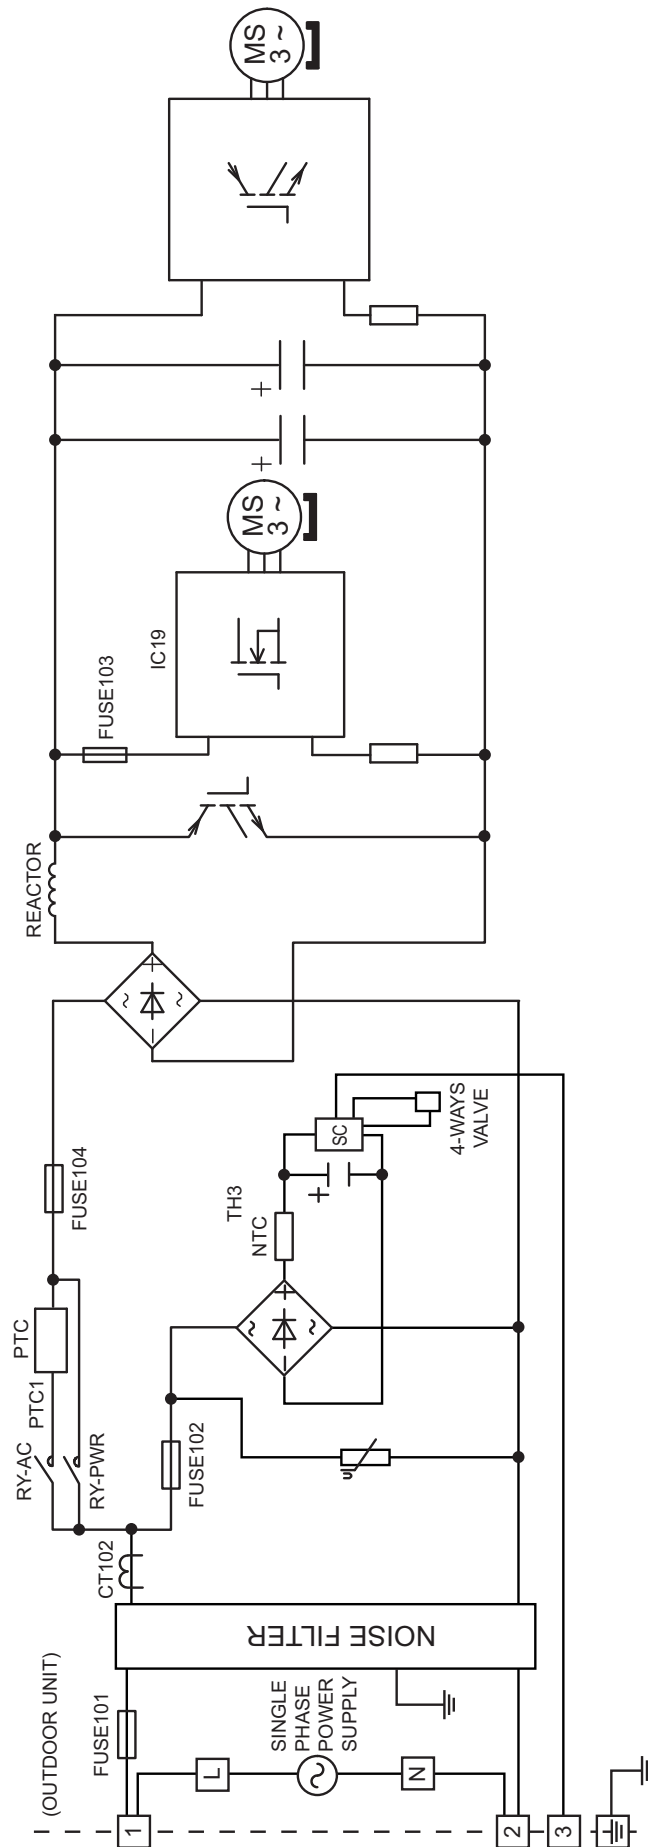 (OUTDOOR UNIT)
1
2
3
FUSE101
L
SINGLE
PHASE
POWER
SUPPLY
~
N
NOISE FILTER
CT102
RY-AC
RY-PWR
PTC1
PTC
FUSE102
FUSE104
U
~
+
~
−
TH3
NTC
+
SC
4-WAYS
VALVE
~
+
~
−
REACTOR
FUSE103
IC19
MS
3 ~
+
+
MS
3 ~